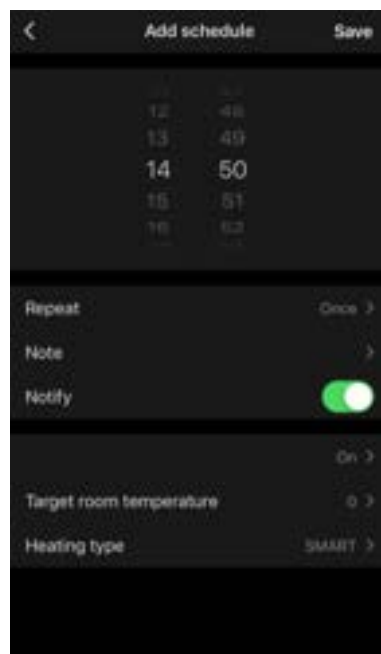 Add schedule Save
12 48
13 49
14 50
15 51
16 52
Repeat Once
Note
Notify
On
Target room temperature 0
Heating type SMART